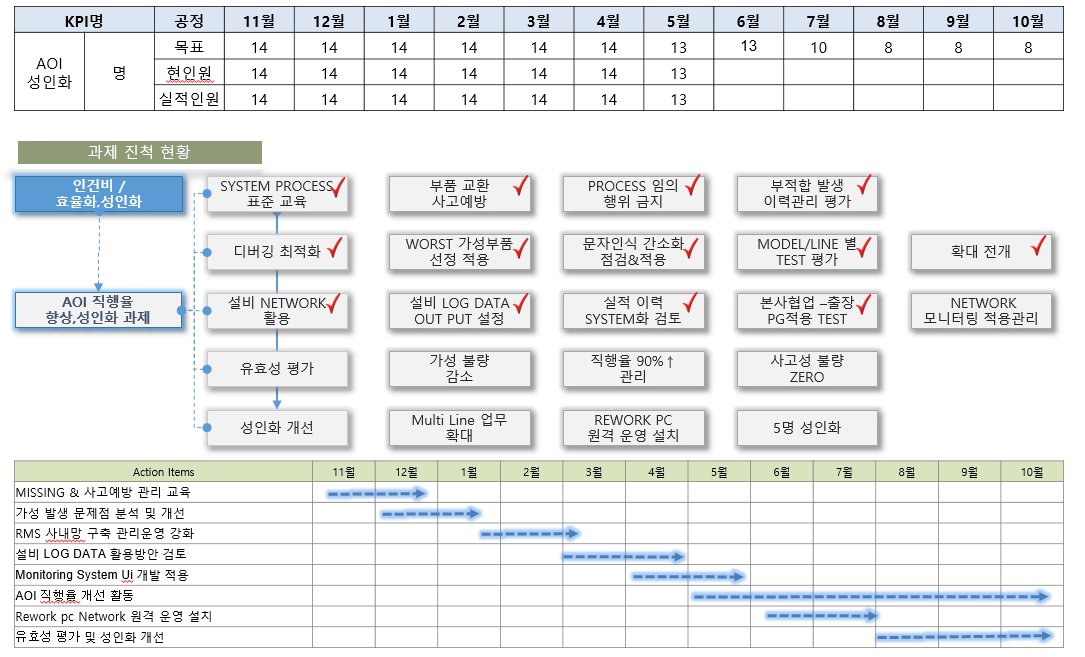 KPI명 공정 11월 12월 1월 2월 3월 4월 5월 6월 7월 8월 9월 10월
AOI
성인화
명
목표 14 14 14 14 14 14 13 13 10 8 8 8
현인원 14 14 14 14 14 14 13
실적인원 14 14 14 14 14 14 13
과제 진척 현황
인건비 /
효율화,성인화
SYSTEM PROCESS
표준 교육
부품 교환
사고예방
PROCESS 임의
행위 금지
부적합 발생
이력관리 평가
디버깅 최적화
WORST 가성부품
선정 적용
문자인식 간소화
점검&적용
MODEL/LINE 별
TEST 평가
확대 전개
AOI 직행율
향상,성인화 과제
설비 NETWORK
활용
설비 LOG DATA
OUT PUT 설정
실적 이력
SYSTEM화 검토
본사협업 –출장
PG적용 TEST
NETWORK
모니터링 적용관리
유효성 평가
가성 불량
감소
직행율 90%↑
관리
사고성 불량
ZERO
성인화 개선
Multi Line 업무
확대
REWORK PC
원격 운영 설치
5명 성인화
Action Items 11월 12월 1월 2월 3월 4월 5월 6월 7월 8월 9월 10월
MISSING & 사고예방 관리 교육
가성 발생 문제점 분석 및 개선
RMS 사내망 구축 관리운영 강화
설비 LOG DATA 활용방안 검토
Monitoring System Ui 개발 적용
AOI 직행율 개선 활동
Rework pc Network 원격 운영 설치
유효성 평가 및 성인화 개선